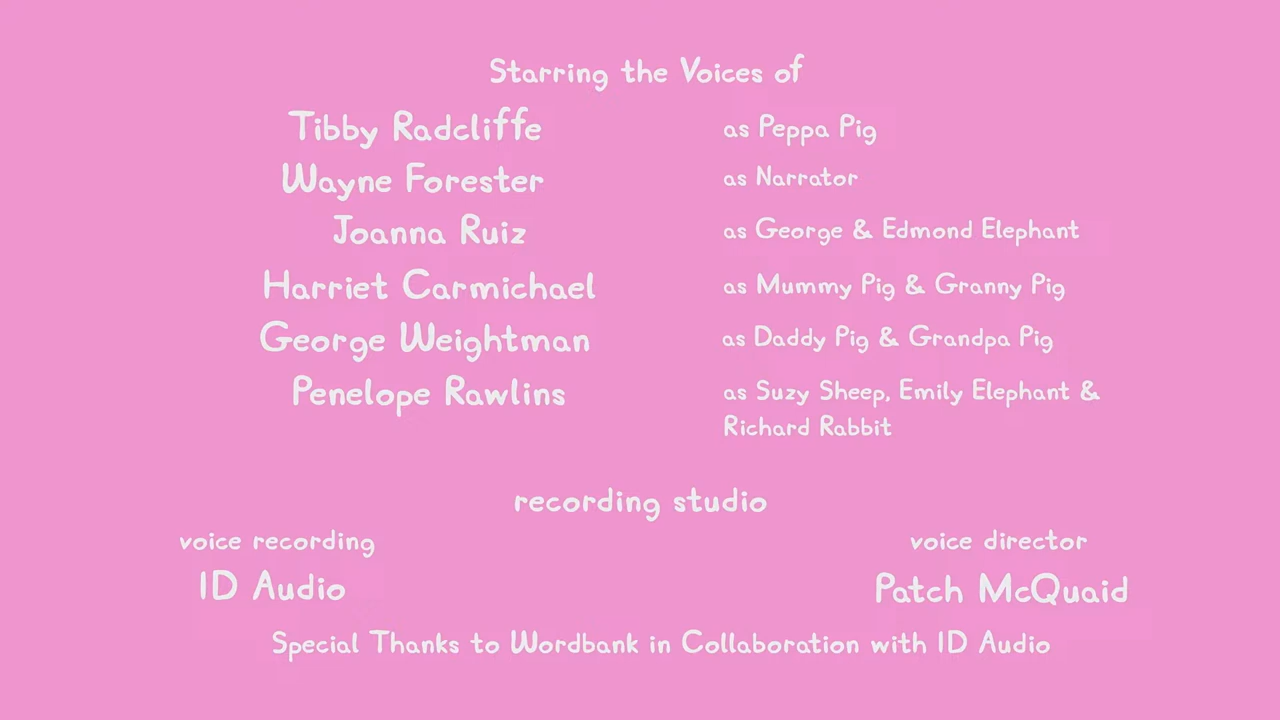 Starring the Voices of
Tibby Radcliffe as Peppa Pig
Wayne Forester as Narrator
Joanna Ruiz as George & Edmond Elephant
Harriet Carmichael as Mummy Pig & Granny Pig
George Weightman as Daddy Pig & Grandpa Pig
Penelope Rawlins as Suzy Sheep, Emily Elephant &
Richard Rabbit
recording studio
voice recording voice director
ID Audio Patch McQuaid
Special Thanks to Wordbank in Collaboration with ID Audio